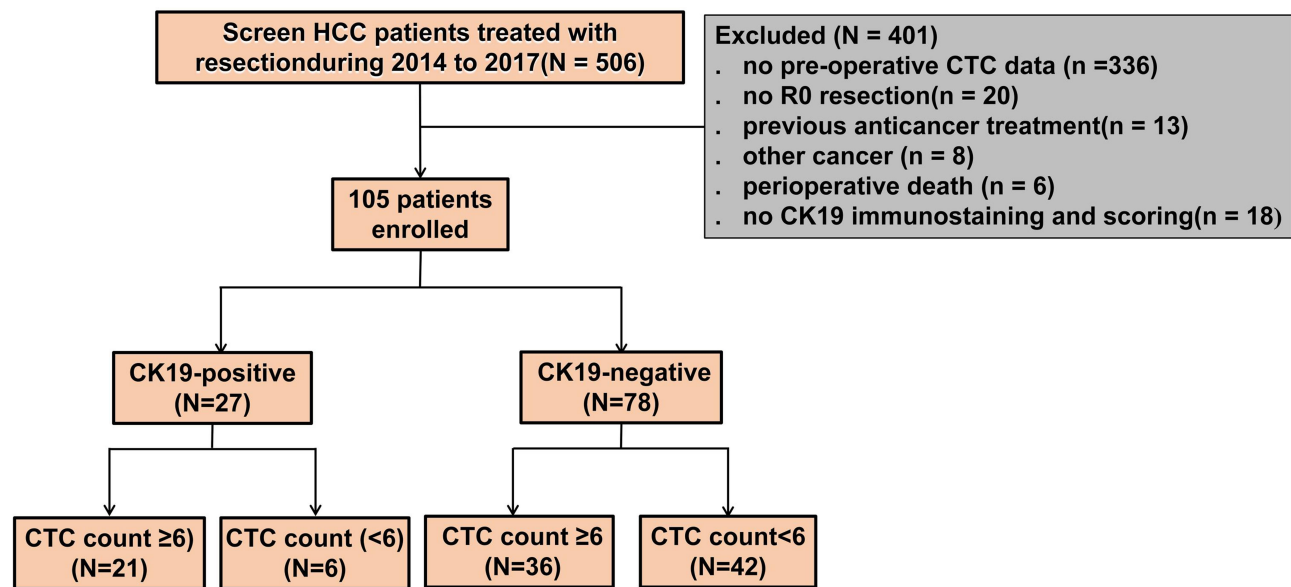 Screen HCC patients treated with
resectionduring 2014 to 2017(N = 506)
Excluded (N = 401)
. no pre-operative CTC data (n =336)
. no R0 resection(n = 20)
. previous anticancer treatment(n = 13)
. other cancer (n = 8)
. perioperative death (n = 6)
. no CK19 immunostaining and scoring(n = 18)
105 patients
enrolled
CK19-positive
(N=27)
CK19-negative
(N=78)
CTC count ≥6)
(N=21)
CTC count (<6)
(N=6)
CTC count ≥6
(N=36)
CTC count<6
(N=42)